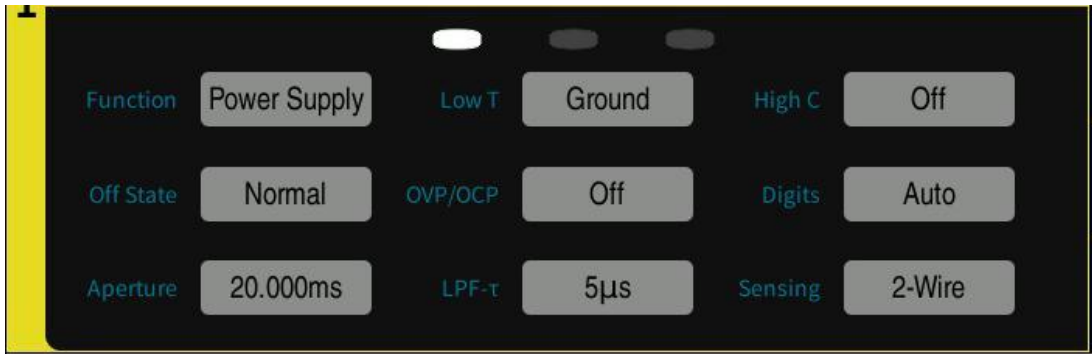 1
Function Power Supply Low T Ground High C Off
Off State Normal OVP/OCP Off Digits Auto
Aperture 20.000ms LPF-τ 5µs Sensing 2-Wire